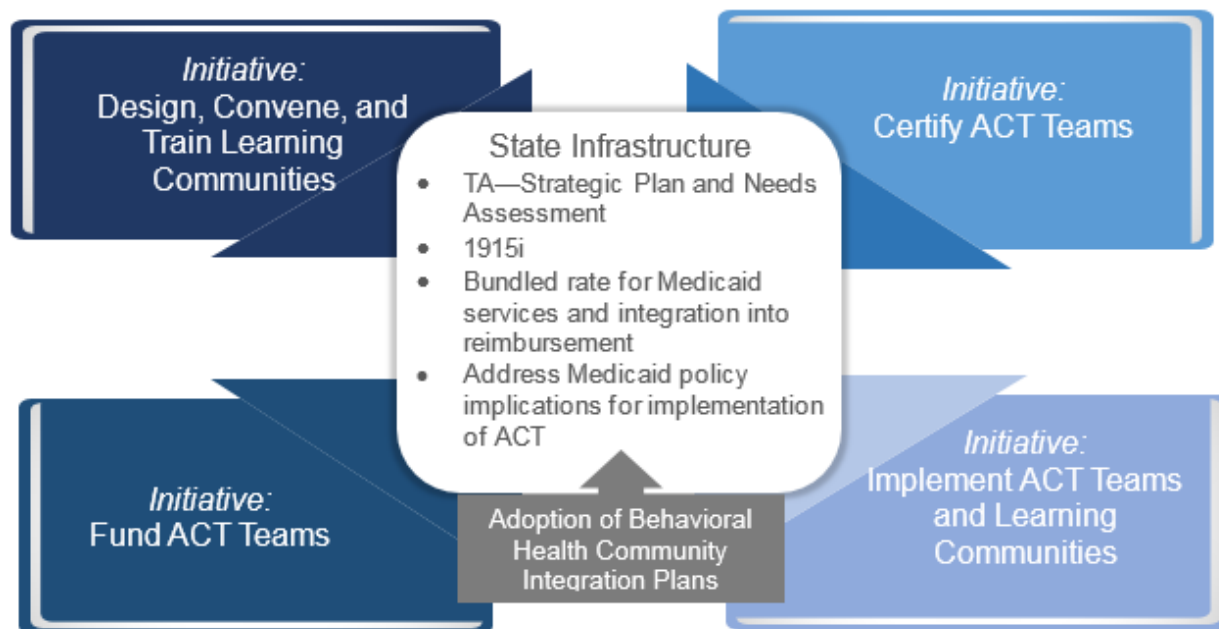 Initiative:
Design, Convene, and
Train Learning
Communities
Initiative:
Certify ACT Teams
State Infrastructure
• TA—Strategic Plan and Needs
Assessment
• 1915i
• Bundled rate for Medicaid
services and integration into
reimbursement
• Address Medicaid policy
implications for implementation
of ACT
Initiative:
Fund ACT Teams
Adoption of Behavioral
Health Community
Integration Plans
Initiative:
Implement ACT Teams
and Learning
Communities